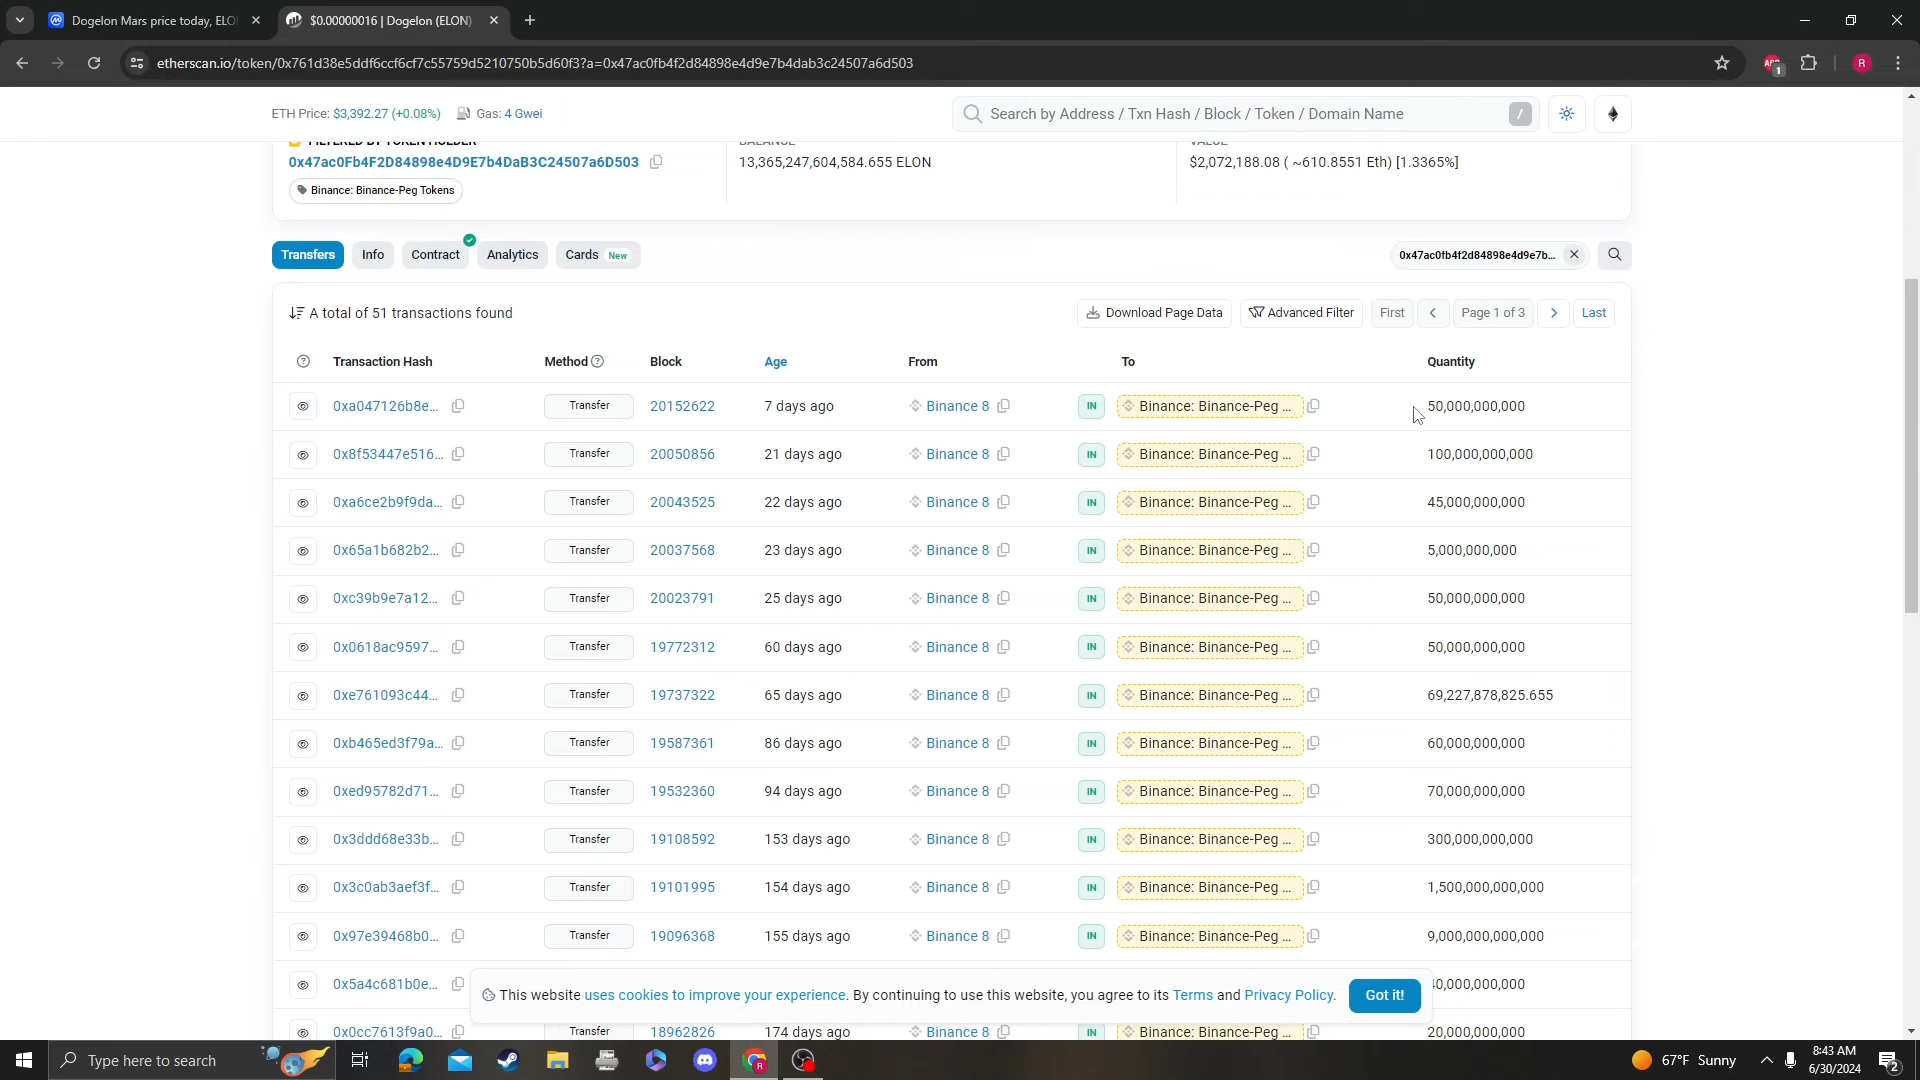 Dogelon Mars price today, ELO
$0.00000016 | Dogelon (ELON)
etherscan.io/token/0x761d38e5ddf6ccf6cf7c55759d5210750b5d60f3?a=0x47ac0fb4f2d84898e4d9e7b4dab3c24507a6d503
1
R
ETH Price: $3,392.27 (+0.08%) Gas: 4 Gwei
Search by Address / Txn Hash / Block / Token / Domain Name /
FILTERED BY TOKEN HOLDER BALANCE VALUE
0x47ac0Fb4F2D84898e4D9E7b4DaB3C24507a6D503 13,365,247,604,584.655 ELON $2,072,188.08 ( ~610.8551 Eth) [1.3365%]
Binance: Binance-Peg Tokens
Transfers Info Contract Analytics Cards New 0x47ac0fb4f2d84898e4d9e7b...
A total of 51 transactions found Download Page Data Advanced Filter First Page 1 of 3 Last
Transaction Hash Method Block Age From To Quantity
0xa047126b8e... Transfer 20152622 7 days ago Binance 8 IN Binance: Binance-Peg ... 50,000,000,000
0x8f53447e516... Transfer 20050856 21 days ago Binance 8 IN Binance: Binance-Peg ... 100,000,000,000
0xa6ce2b9f9da... Transfer 20043525 22 days ago Binance 8 IN Binance: Binance-Peg ... 45,000,000,000
0x65a1b682b2... Transfer 20037568 23 days ago Binance 8 IN Binance: Binance-Peg ... 5,000,000,000
0xc39b9e7a12... Transfer 20023791 25 days ago Binance 8 IN Binance: Binance-Peg ... 50,000,000,000
0x0618ac9597... Transfer 19772312 60 days ago Binance 8 IN Binance: Binance-Peg ... 50,000,000,000
0xe761093c44... Transfer 19737322 65 days ago Binance 8 IN Binance: Binance-Peg ... 69,227,878,825.655
0xb465ed3f79a... Transfer 19587361 86 days ago Binance 8 IN Binance: Binance-Peg ... 60,000,000,000
0xed95782d71... Transfer 19532360 94 days ago Binance 8 IN Binance: Binance-Peg ... 70,000,000,000
0x3ddd68e33b... Transfer 19108592 153 days ago Binance 8 IN Binance: Binance-Peg ... 300,000,000,000
0x3c0ab3aef3f... Transfer 19101995 154 days ago Binance 8 IN Binance: Binance-Peg ... 1,500,000,000,000
0x97e39468b0... Transfer 19096368 155 days ago Binance 8 IN Binance: Binance-Peg ... 9,000,000,000,000
0x5a4c681b0e... 0,000,000,000
This website uses cookies to improve your experience. By continuing to use this website, you agree to its Terms and Privacy Policy. Got it!
0x0cc7613f9a0... Transfer 18962826 174 days ago Binance 8 IN Binance: Binance-Peg ... 20,000,000,000
Type here to search 67°F Sunny 8:43 AM
6/30/2024
2